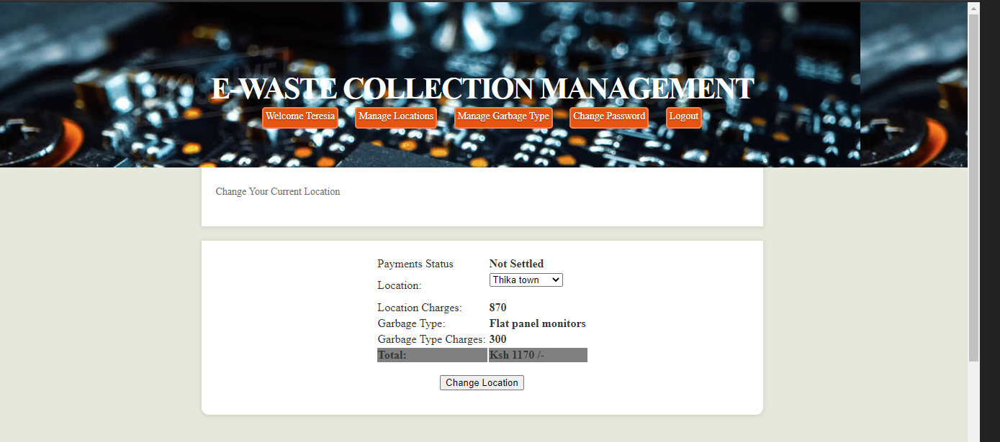 E-WASTE COLLECTION MANAGEMENT
Welcome Teresia Manage Locations Manage Garbage Type Change Password Logout
Change Your Current Location
Payments Status Not Settled
Location: Thika town
Location Charges: 870
Garbage Type: Flat panel monitors
Garbage Type Charges: 300
Total: Ksh 1170 /-
Change Location